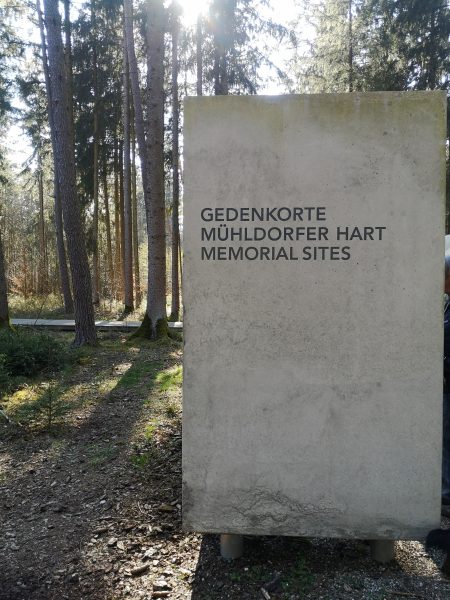 GEDENKORTE
MÜHLDORFER HART
MEMORIAL SITES